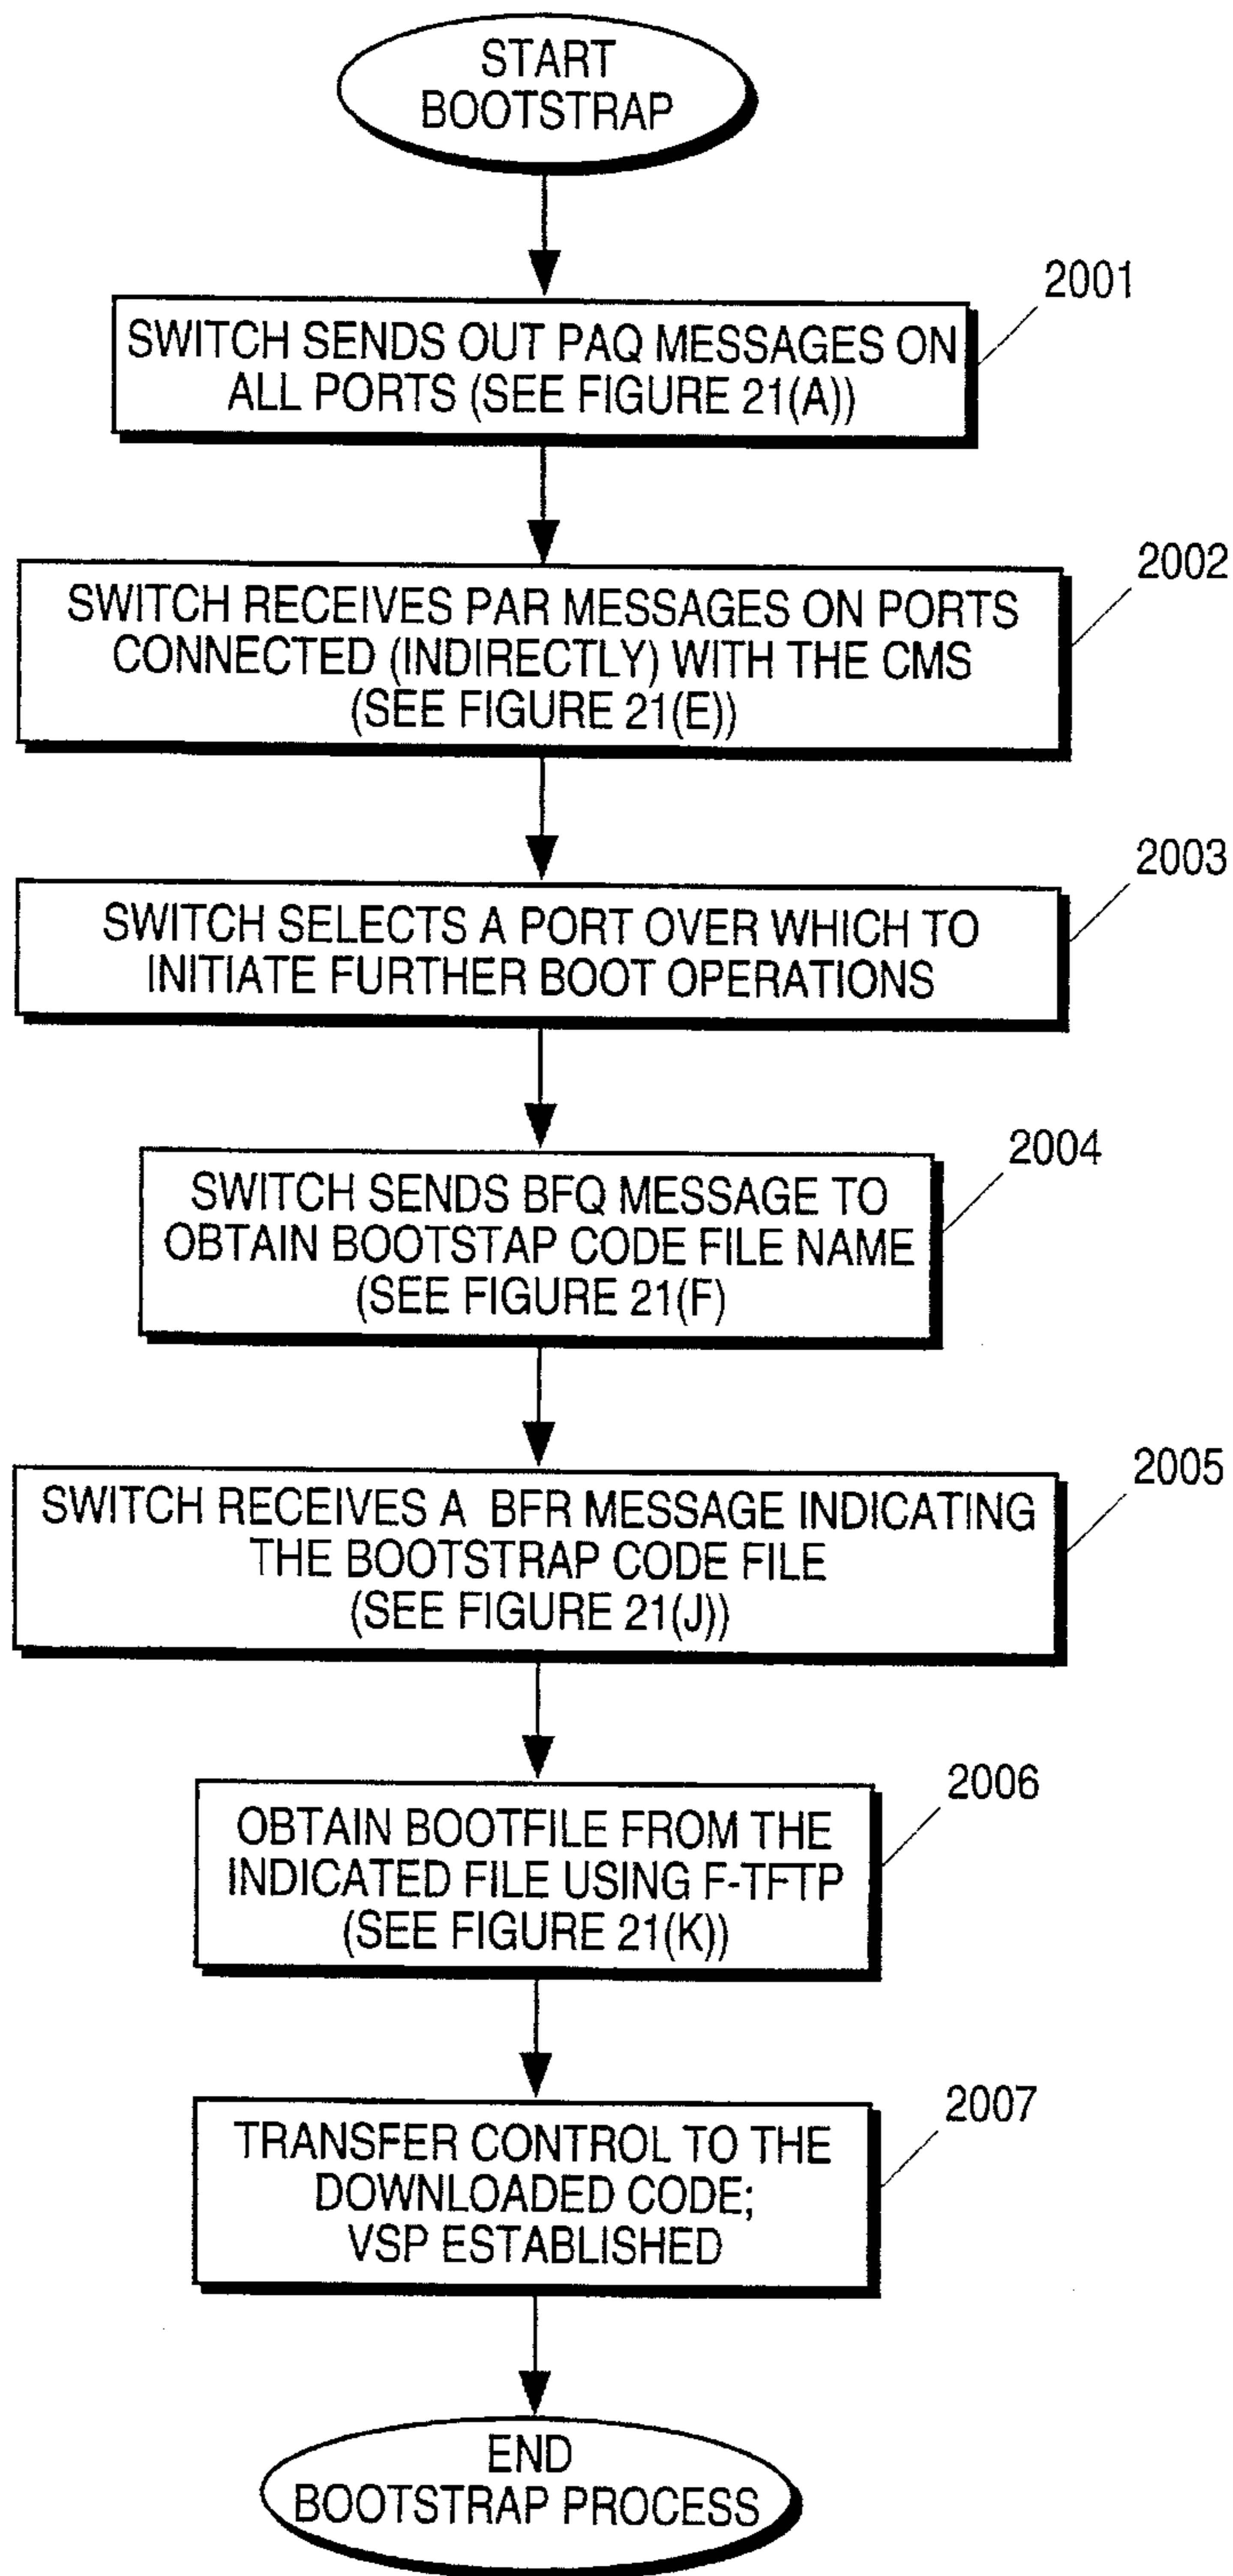 START
BOOTSTRAP
2001
SWITCH SENDS OUT PAQ MESSAGES ON
ALL PORTS (SEE FIGURE 21(A))
2002
SWITCH RECEIVES PAR MESSAGES ON PORTS
CONNECTED (INDIRECTLY) WITH THE CMS
(SEE FIGURE 21(E))
2003
SWITCH SELECTS A PORT OVER WHICH TO
INITIATE FURTHER BOOT OPERATIONS
2004
SWITCH SENDS BFQ MESSAGE TO
OBTAIN BOOTSTAP CODE FILE NAME
(SEE FIGURE 21(F)
2005
SWITCH RECEIVES A BFR MESSAGE INDICATING
THE BOOTSTRAP CODE FILE
(SEE FIGURE 21(J))
2006
OBTAIN BOOTFILE FROM THE
INDICATED FILE USING F-TFTP
(SEE FIGURE 21(K))
2007
TRANSFER CONTROL TO THE
DOWNLOADED CODE;
VSP ESTABLISHED
END
BOOTSTRAP PROCESS